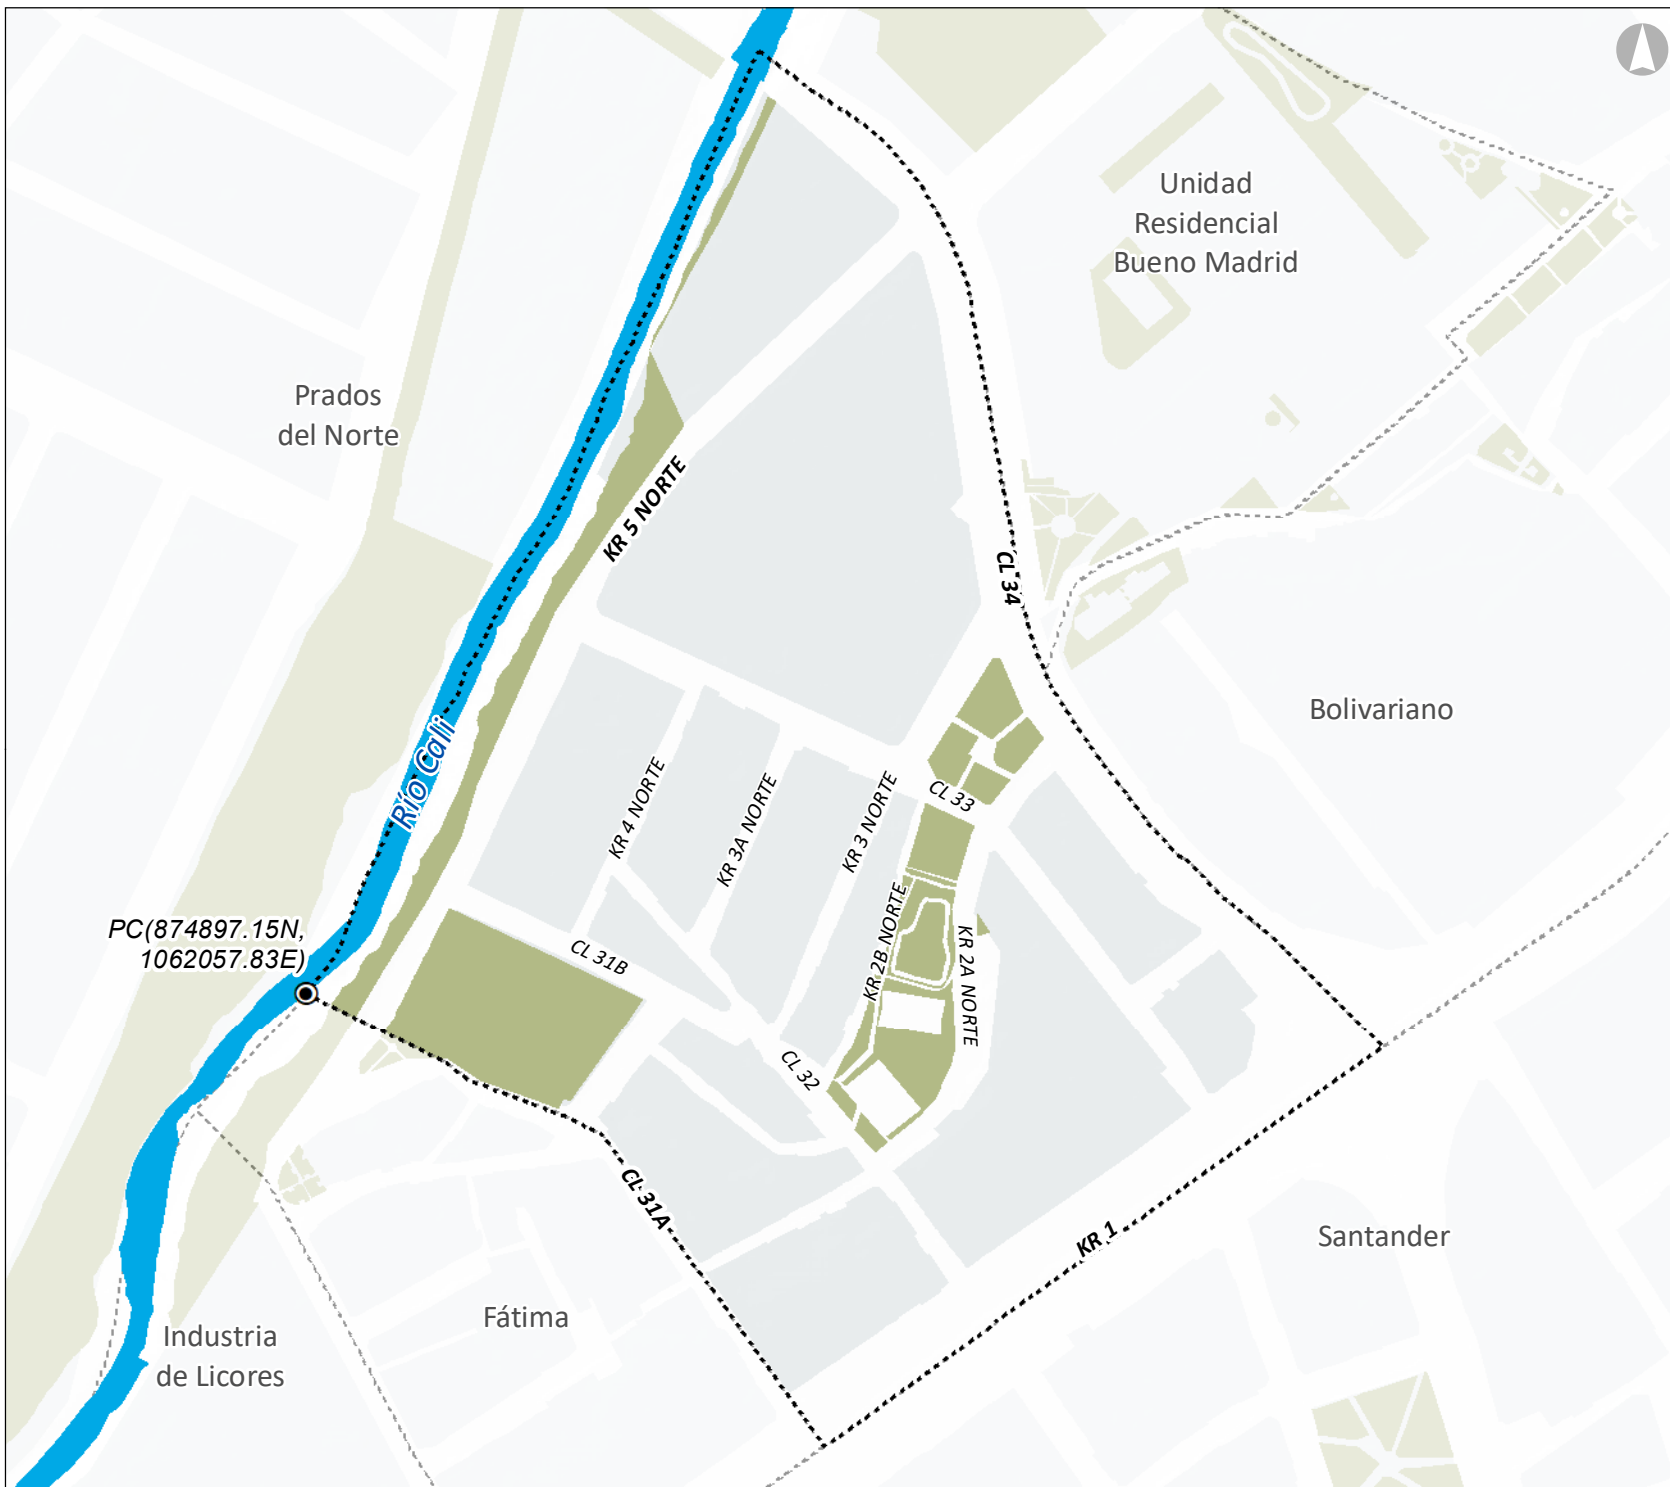 Unidad
Residencial
Bueno Madrid
Prados
del Norte
KR 5 NORTE
CL 34
Bolivariano
Río Cali
KR 4 NORTE
KR 3A NORTE
KR 3 NORTE
CL 33
KR 2B NORTE
KR 2A NORTE
PC(874897.15N,
1062057.83E)
CL 31B
CL 32
CL 31A
KR 1
Santander
Fátima
Industria
de Licores